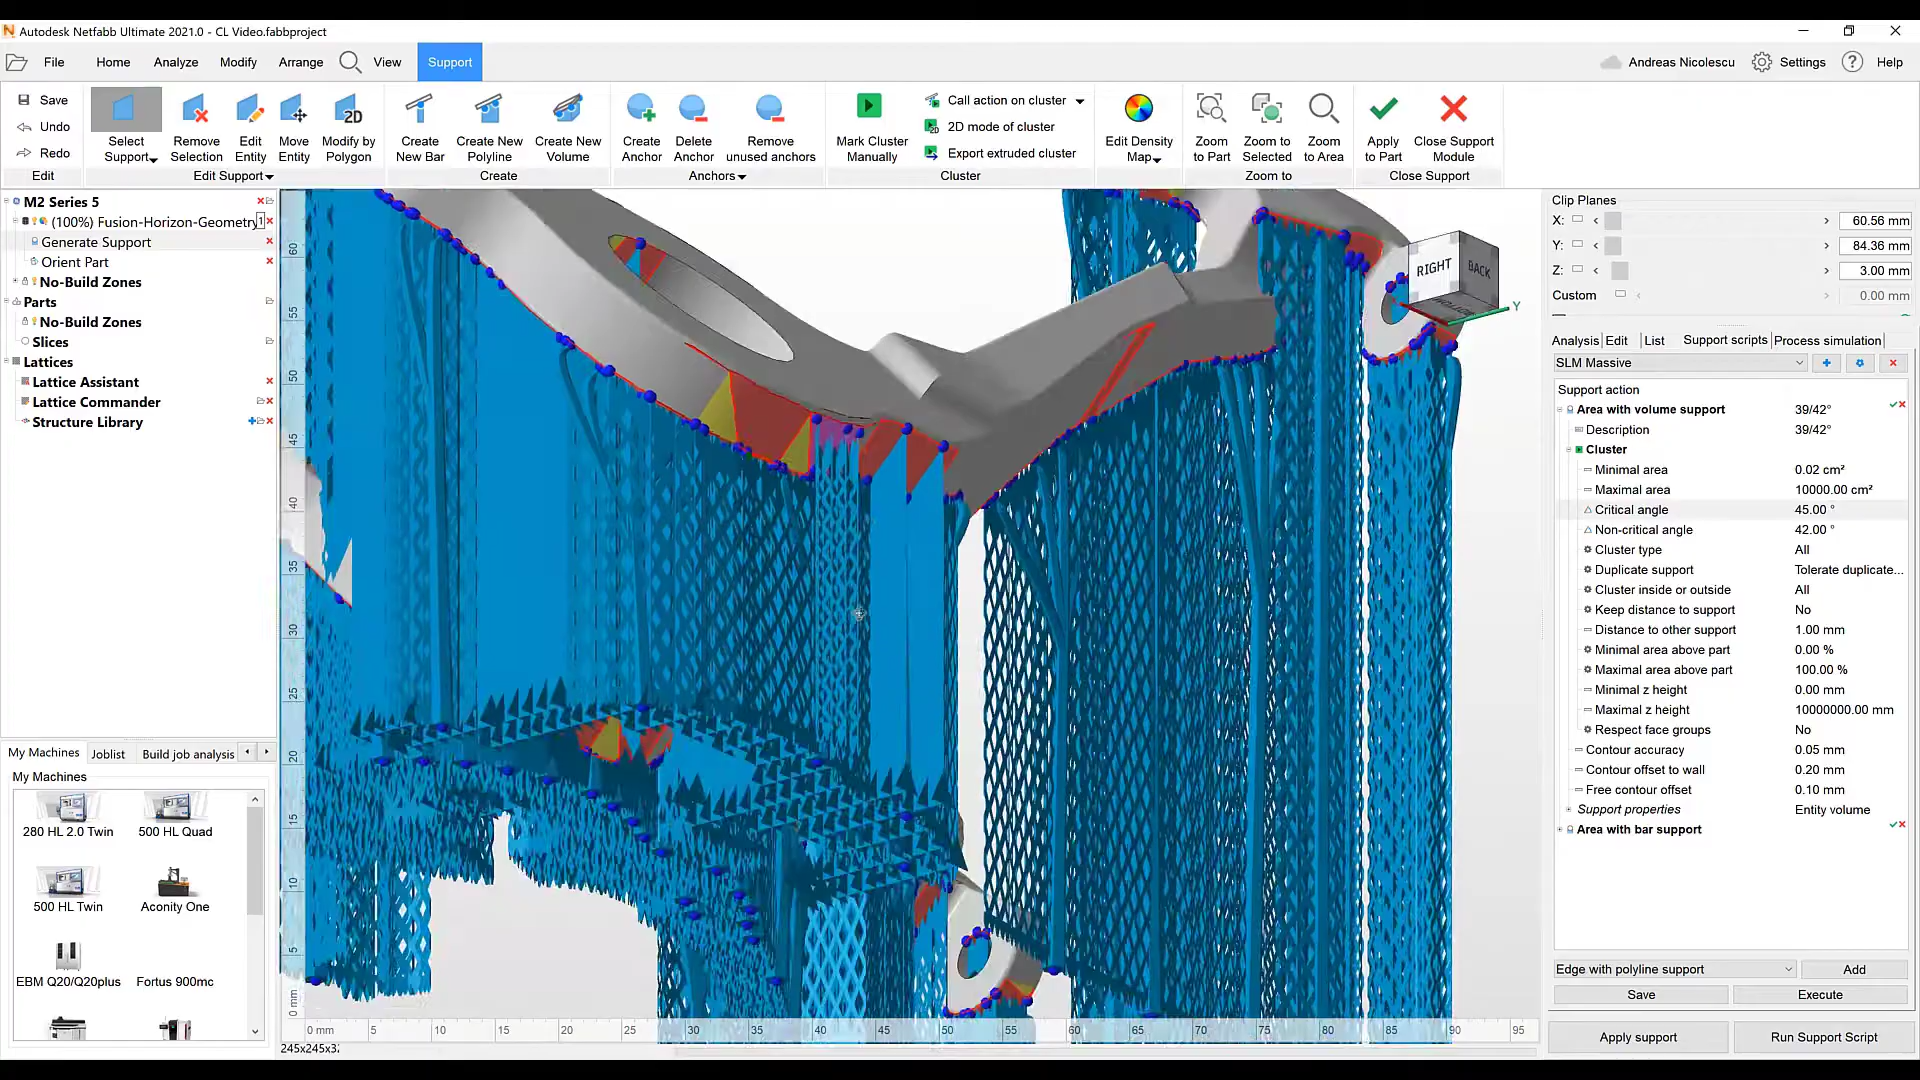 Autodesk Netfabb Ultimate 2021.0 - CL Video.fabbproject
File Home Analyze Modify Arrange View Support Andreas Nicolescu Settings Help
Save
Undo
Redo
Edit
Select Support
Remove Selection
Edit Entity
Move Entity
2D
Modify by Polygon
Edit Support
Create New Bar
Create New Polyline
Create New Volume
Create
Create Anchor
Delete Anchor
Remove unused anchors
Anchors
Mark Cluster Manually
Call action on cluster
2D mode of cluster
Export extruded cluster
Cluster
Edit Density Map
Zoom to Part
Zoom to Selected
Zoom to Area
Zoom to
Apply to Part
Close Support Module
Close Support
M2 Series 5
(100%) Fusion-Horizon-Geometry 1
Generate Support
Orient Part
No-Build Zones
Parts
No-Build Zones
Slices
Lattices
Lattice Assistant
Lattice Commander
Structure Library
My Machines Joblist Build job analysis
My Machines
280 HL 2.0 Twin 500 HL Quad
500 HL Twin Aconity One
EBM Q20/Q20plus Fortus 900mc
60
55
50
45
40
35
30
25
20
15
10
5
0 mm
0 mm 5 10 15 20 25 30 35 40 45 50 55 60 65 70 75 80 85 90 95
RIGHT BACK
Y
Clip Planes
X: 60.56 mm
Y: 84.36 mm
Z: 3.00 mm
Custom 0.00 mm
Analysis Edit List Support scripts Process simulation
SLM Massive
Support action
Area with volume support 39/42°
Description 39/42°
Cluster
Minimal area 0.02 cm²
Maximal area 10000.00 cm²
Critical angle 45.00 °
Non-critical angle 42.00 °
Cluster type All
Duplicate support Tolerate duplicate...
Cluster inside or outside All
Keep distance to support No
Distance to other support 1.00 mm
Minimal area above part 0.00 %
Maximal area above part 100.00 %
Minimal z height 0.00 mm
Maximal z height 10000000.00 mm
Respect face groups No
Contour accuracy 0.05 mm
Contour offset to wall 0.20 mm
Free contour offset 0.10 mm
Support properties Entity volume
Area with bar support
Edge with polyline support Add
Save Execute
Apply support Run Support Script